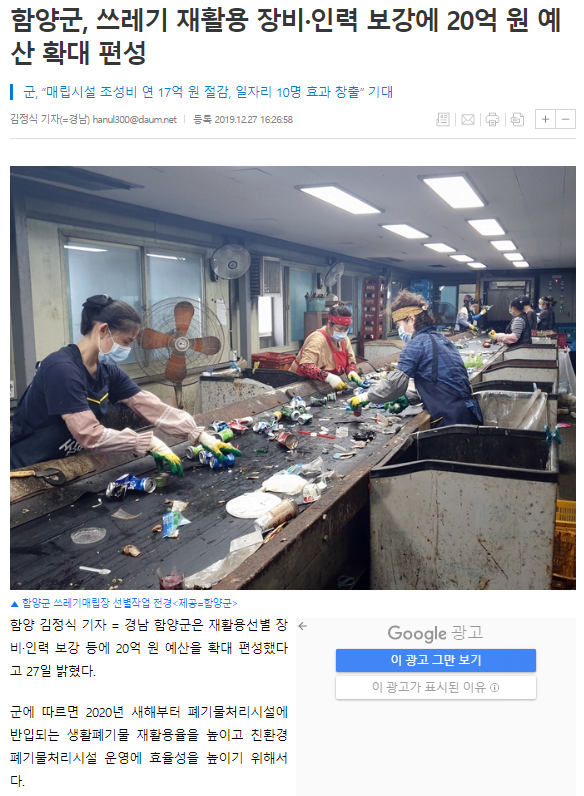 함양군, 쓰레기 재활용 장비·인력 보강에 20억 원 예
산 확대 편성
군, "매립시설 조성비 연 17억 원 절감, 일자리 10명 효과 창출" 기대
김정식 기자(=경남) hanul300@daum.net | 등록 2019.12.27 16:26:58
▲ 함양군 쓰레기매립장 선별작업 전경<제공=함양군>
함양 김정식 기자 = 경남 함양군은 재활용선별 장
비·인력 보강 등에 20억 원 예산을 확대 편성했다
고 27일 밝혔다.
군에 따르면 2020년 새해부터 폐기물처리시설에
반입되는 생활폐기물 재활용율을 높이고 친환경
폐기물처리시설 운영에 효율성을 높이기 위해서
다.
Google 광고
이 광고 그만 보기
이 광고가 표시된 이유